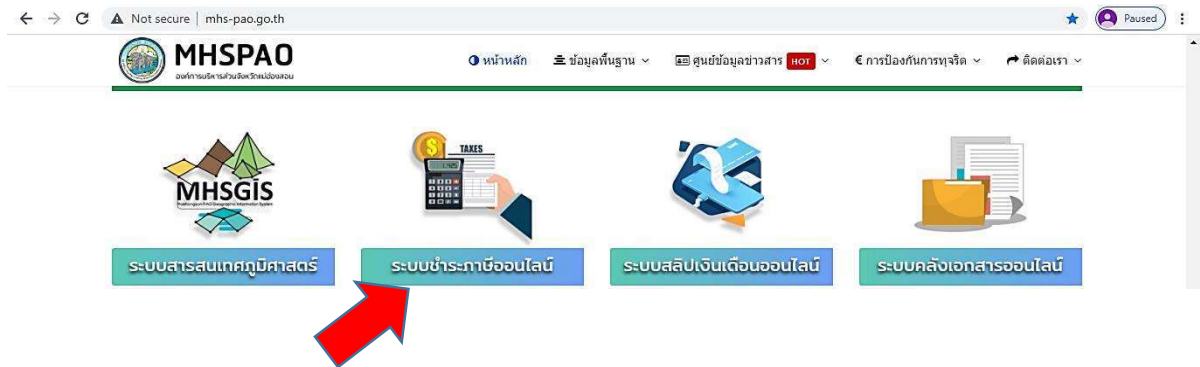 Not secure | mhs-pao.go.th
Paused
MHSPAO
องค์การบริหารส่วนจังหวัดแม่ฮ่องสอน
หน้าหลัก
ข้อมูลพื้นฐาน
ศูนย์ข้อมูลข่าวสาร HOT
การป้องกันการทุจริต
ติดต่อเรา
MHSGIS
TAXES
ระบบสารสนเทศภูมิศาสตร์
ระบบชำระภาษีออนไลน์
ระบบสลิปเงินเดือนออนไลน์
ระบบคลังเอกสารออนไลน์